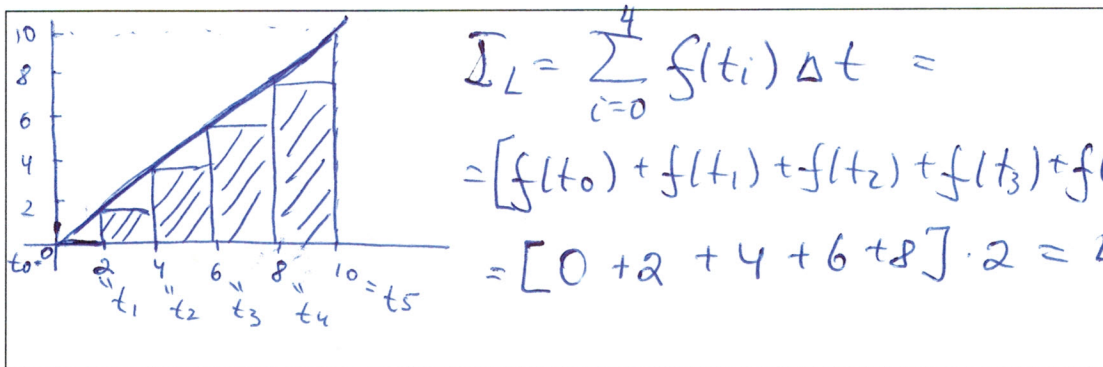 10
8
6
4
2
t₀=0
2 4 6 8 10 = t5
" t₁ " t₂ " t₃ " t₄
I_L = Σ_{i=0}^{4} f(t_i) Δt =
= [f(t₀) + f(t₁) + f(t₂) + f(t₃) + f(
= [0 + 2 + 4 + 6 + 8] · 2 =